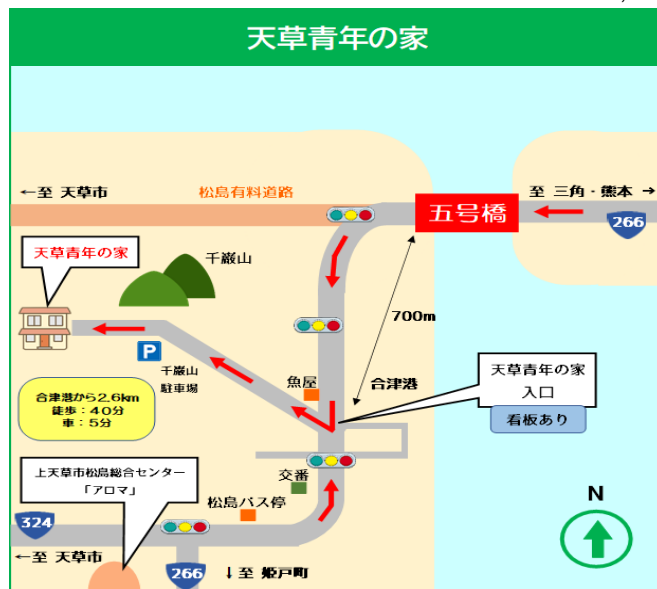 天草青年の家
←至 天草市
松島有料道路
五号橋
至 三角・熊本 →
266
天草青年の家
千巌山
700m
P
千巌山
駐車場
魚屋
合津港
天草青年の家
入口
看板あり
合津港から2.6km
徒歩:40分
車:5分
上天草市松島総合センター
「アロマ」
交番
松島バス停
N
324
←至 天草市
266
↓至 姫戸町